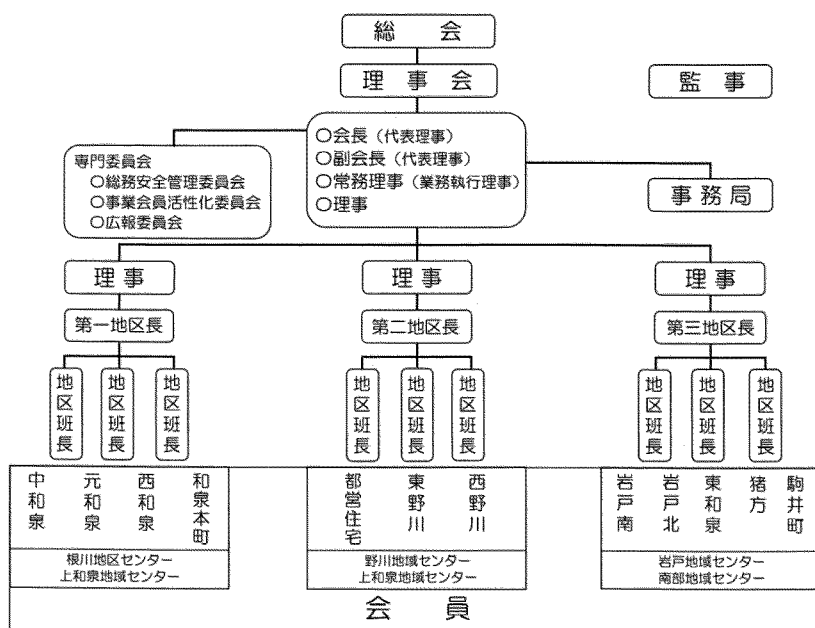 総会
理事会
監事
○会長（代表理事）
○副会長（代表理事）
○常務理事（業務執行理事）
○理事
専門委員会
○総務安全管理委員会
○事業会員活性化委員会
○広報委員会
事務局
理事
理事
理事
第一地区長
第二地区長
第三地区長
地区班長
地区班長
地区班長
地区班長
地区班長
地区班長
地区班長
地区班長
地区班長
中和泉
元和泉
西和泉
和泉本町
都営住宅
東野川
西野川
岩戸南
岩戸北
東和泉
猪方
駒井町
根川地区センター
上和泉地域センター
野川地域センター
上和泉地域センター
岩戸地域センター
南部地域センター
会員